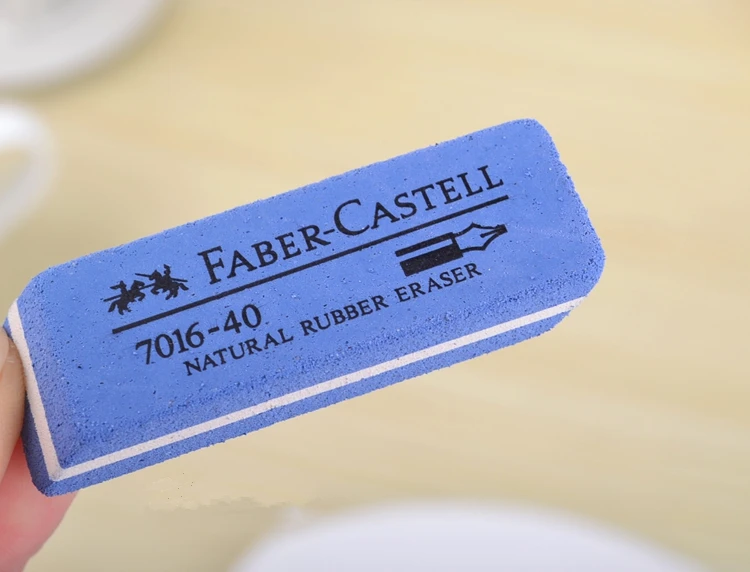 FABER-CASTELL
7016-40
NATURAL RUBBER ERASER